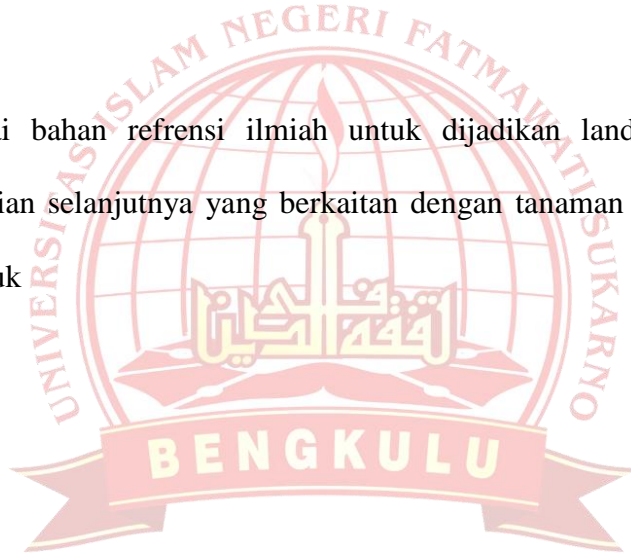 UNIVERSITAS ISLAM NEGERI FATMAWATI SUKARNO
ai bahan refrensi ilmiah untuk dijadikan land
ian selanjutnya yang berkaitan dengan tanaman
uk
BENGKULU